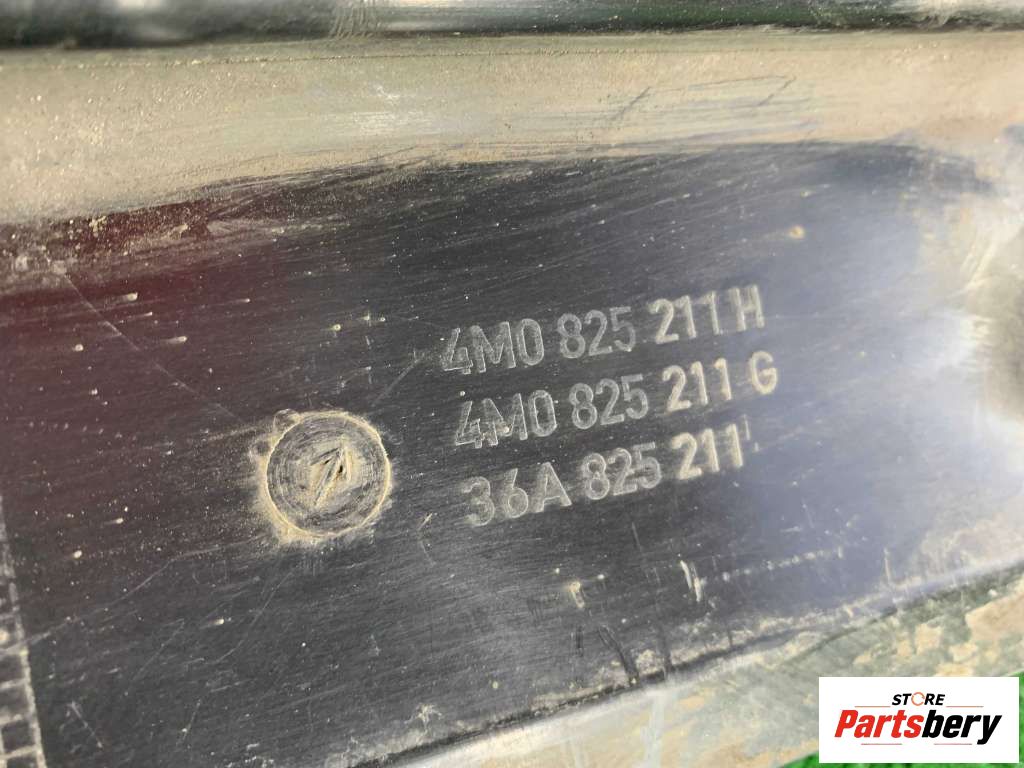 4M0 825 211 H
4M0 825 211 G
36A 825 211
STORE
Partsbery